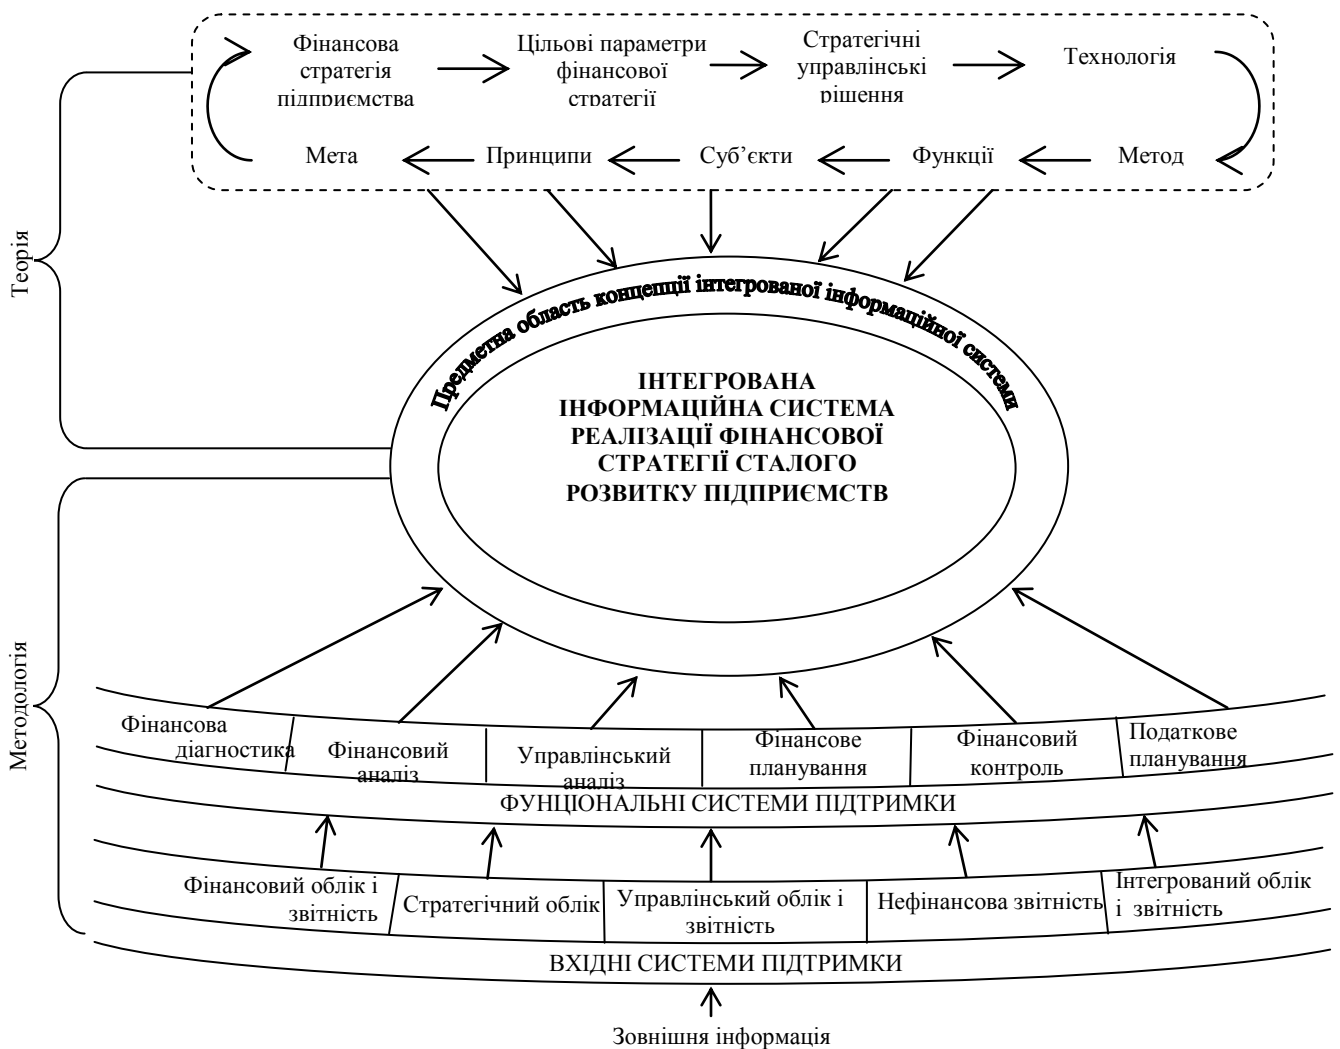 Фінансова
стратегія
підприємства
Цільові параметри
фінансової
стратегії
Стратегічні
управлінські
рішення
Технологія
Мета
Принципи
Суб’єкти
Функції
Метод
Теорія
Предметна область концепції інтегрованої інформаційної системи
ІНТЕГРОВАНА
ІНФОРМАЦІЙНА СИСТЕМА
РЕАЛІЗАЦІЇ ФІНАНСОВОЇ
СТРАТЕГІЇ СТАЛОГО
РОЗВИТКУ ПІДПРИЄМСТВ
Методологія
Фінансова
діагностика
Фінансовий
аналіз
Управлінський
аналіз
Фінансове
планування
Фінансовий
контроль
Податкове
планування
ФУНЦІОНАЛЬНІ СИСТЕМИ ПІДТРИМКИ
Фінансовий облік і
звітність
Стратегічний облік
Управлінський облік і
звітність
Нефінансова звітність
Інтегрований облік
і звітність
ВХІДНІ СИСТЕМИ ПІДТРИМКИ
Зовнішня інформація